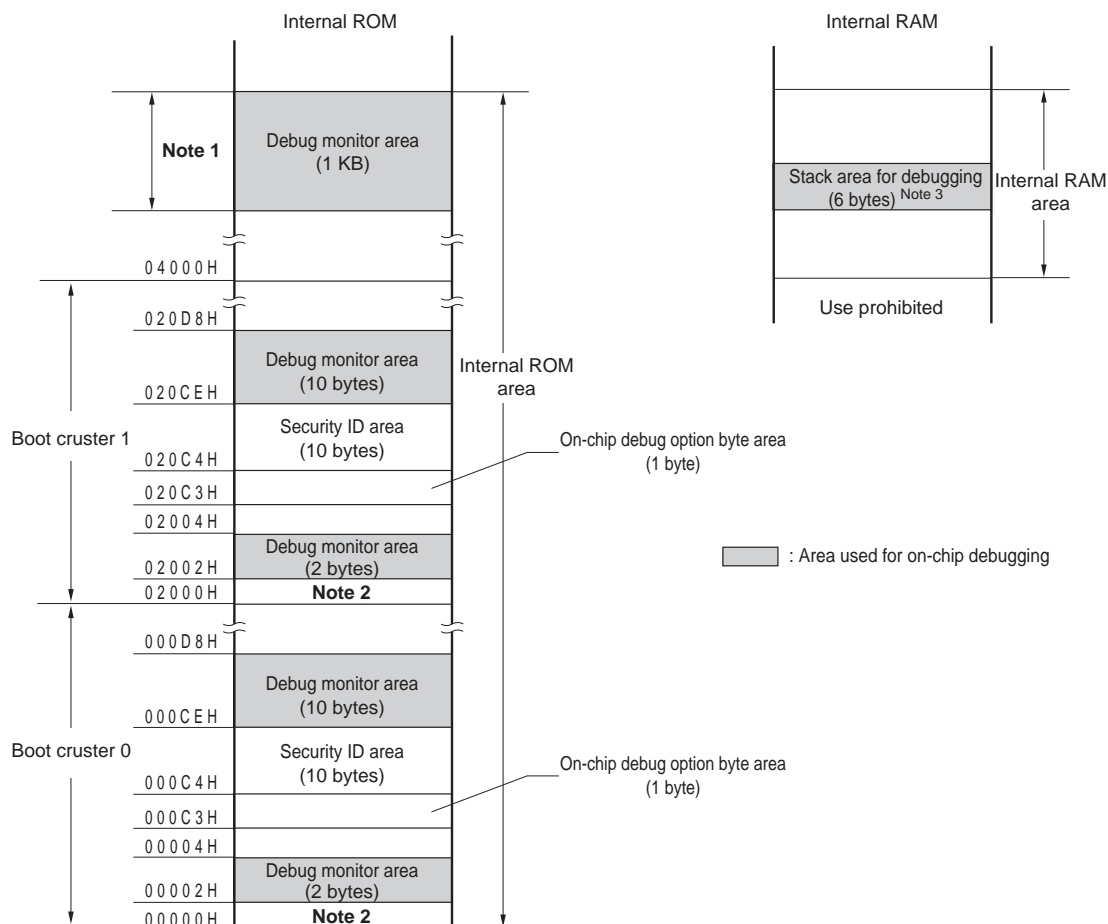 Internal ROM
Internal RAM
Note 1
Debug monitor area
(1 KB)
Stack area for debugging
(6 bytes) Note 3
Internal RAM
area
04000H
Use prohibited
020D8H
Debug monitor area
(10 bytes)
Internal ROM
area
020CEH
Boot cruster 1
Security ID area
(10 bytes)
On-chip debug option byte area
(1 byte)
020C4H
020C3H
02004H
Debug monitor area
(2 bytes)
: Area used for on-chip debugging
02002H
Note 2
02000H
000D8H
Debug monitor area
(10 bytes)
000CEH
Boot cruster 0
Security ID area
(10 bytes)
On-chip debug option byte area
(1 byte)
000C4H
000C3H
00004H
Debug monitor area
(2 bytes)
00002H
Note 2
00000H